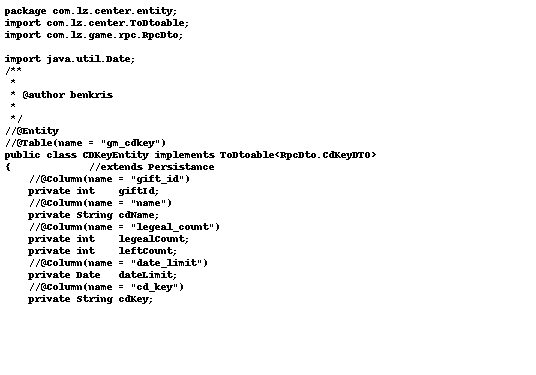 package com.lz.center.entity;
import com.lz.center.ToDtoable;
import com.lz.game.rpc.RpcDto;
import java.util.Date;
/**
 *
 * @author benkris
 *
 */
//@Entity
//@Table(name = "gm_cdkey")
public class CDKeyEntity implements ToDtoable<RpcDto.CdKeyDTO>
{             //extends Persistance
    //@Column(name = "gift_id")
    private int    giftId;
    //@Column(name = "name")
    private String cdName;
    //@Column(name = "legeal_count")
    private int    legealCount;
    private int    leftCount;
    //@Column(name = "date_limit")
    private Date   dateLimit;
    //@Column(name = "cd_key")
    private String cdKey;